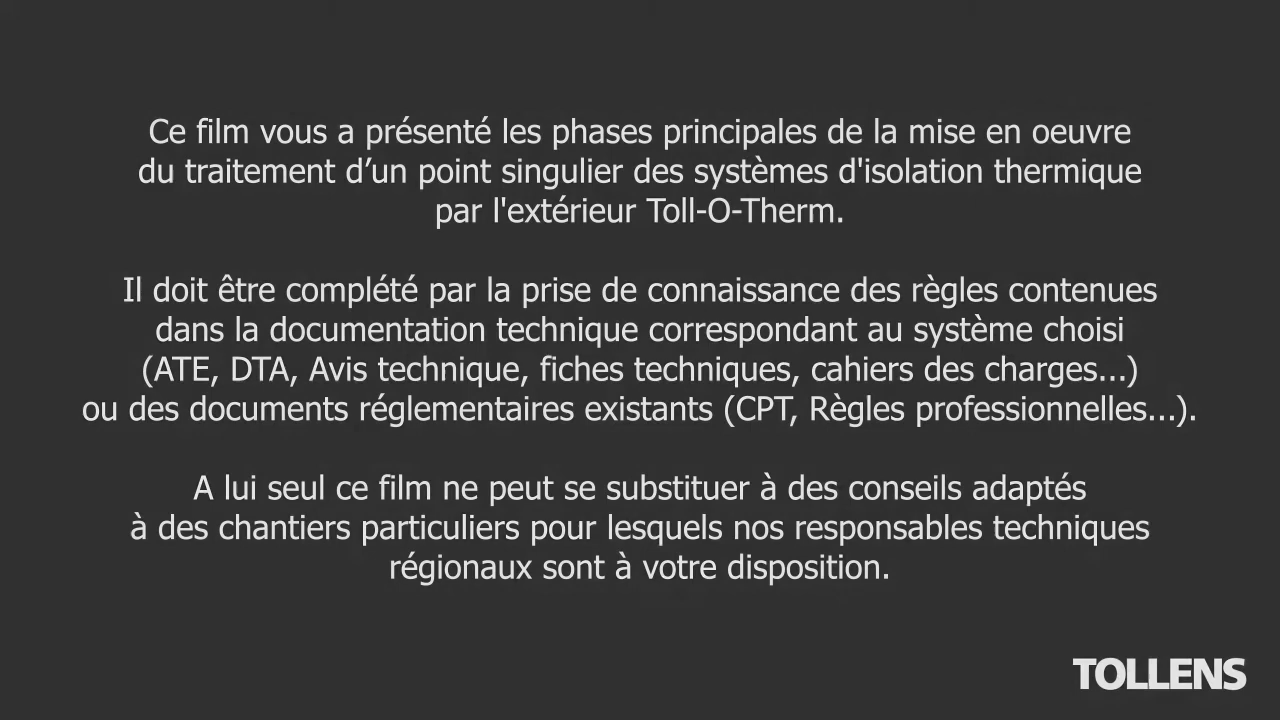 Ce film vous a présenté les phases principales de la mise en oeuvre
du traitement d’un point singulier des systèmes d'isolation thermique
par l'extérieur Toll-O-Therm.
Il doit être complété par la prise de connaissance des règles contenues
dans la documentation technique correspondant au système choisi
(ATE, DTA, Avis technique, fiches techniques, cahiers des charges...)
ou des documents réglementaires existants (CPT, Règles professionnelles...).
A lui seul ce film ne peut se substituer à des conseils adaptés
à des chantiers particuliers pour lesquels nos responsables techniques
régionaux sont à votre disposition.
TOLLENS